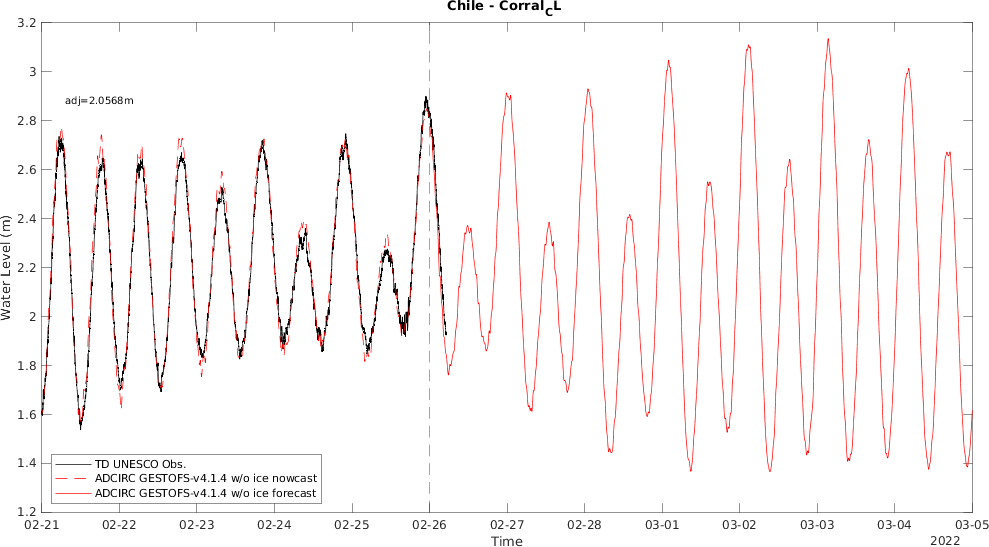 Chile - Corral_CL
3.2
3
2.8
2.6
2.4
2.2
2
1.8
1.6
1.4
1.2
Water Level (m)
adj=2.0568m
TD UNESCO Obs.
ADCIRC GESTOFS-v4.1.4 w/o ice nowcast
ADCIRC GESTOFS-v4.1.4 w/o ice forecast
02-21 02-22 02-23 02-24 02-25 02-26 02-27 02-28 03-01 03-02 03-03 03-04 03-05
Time
2022